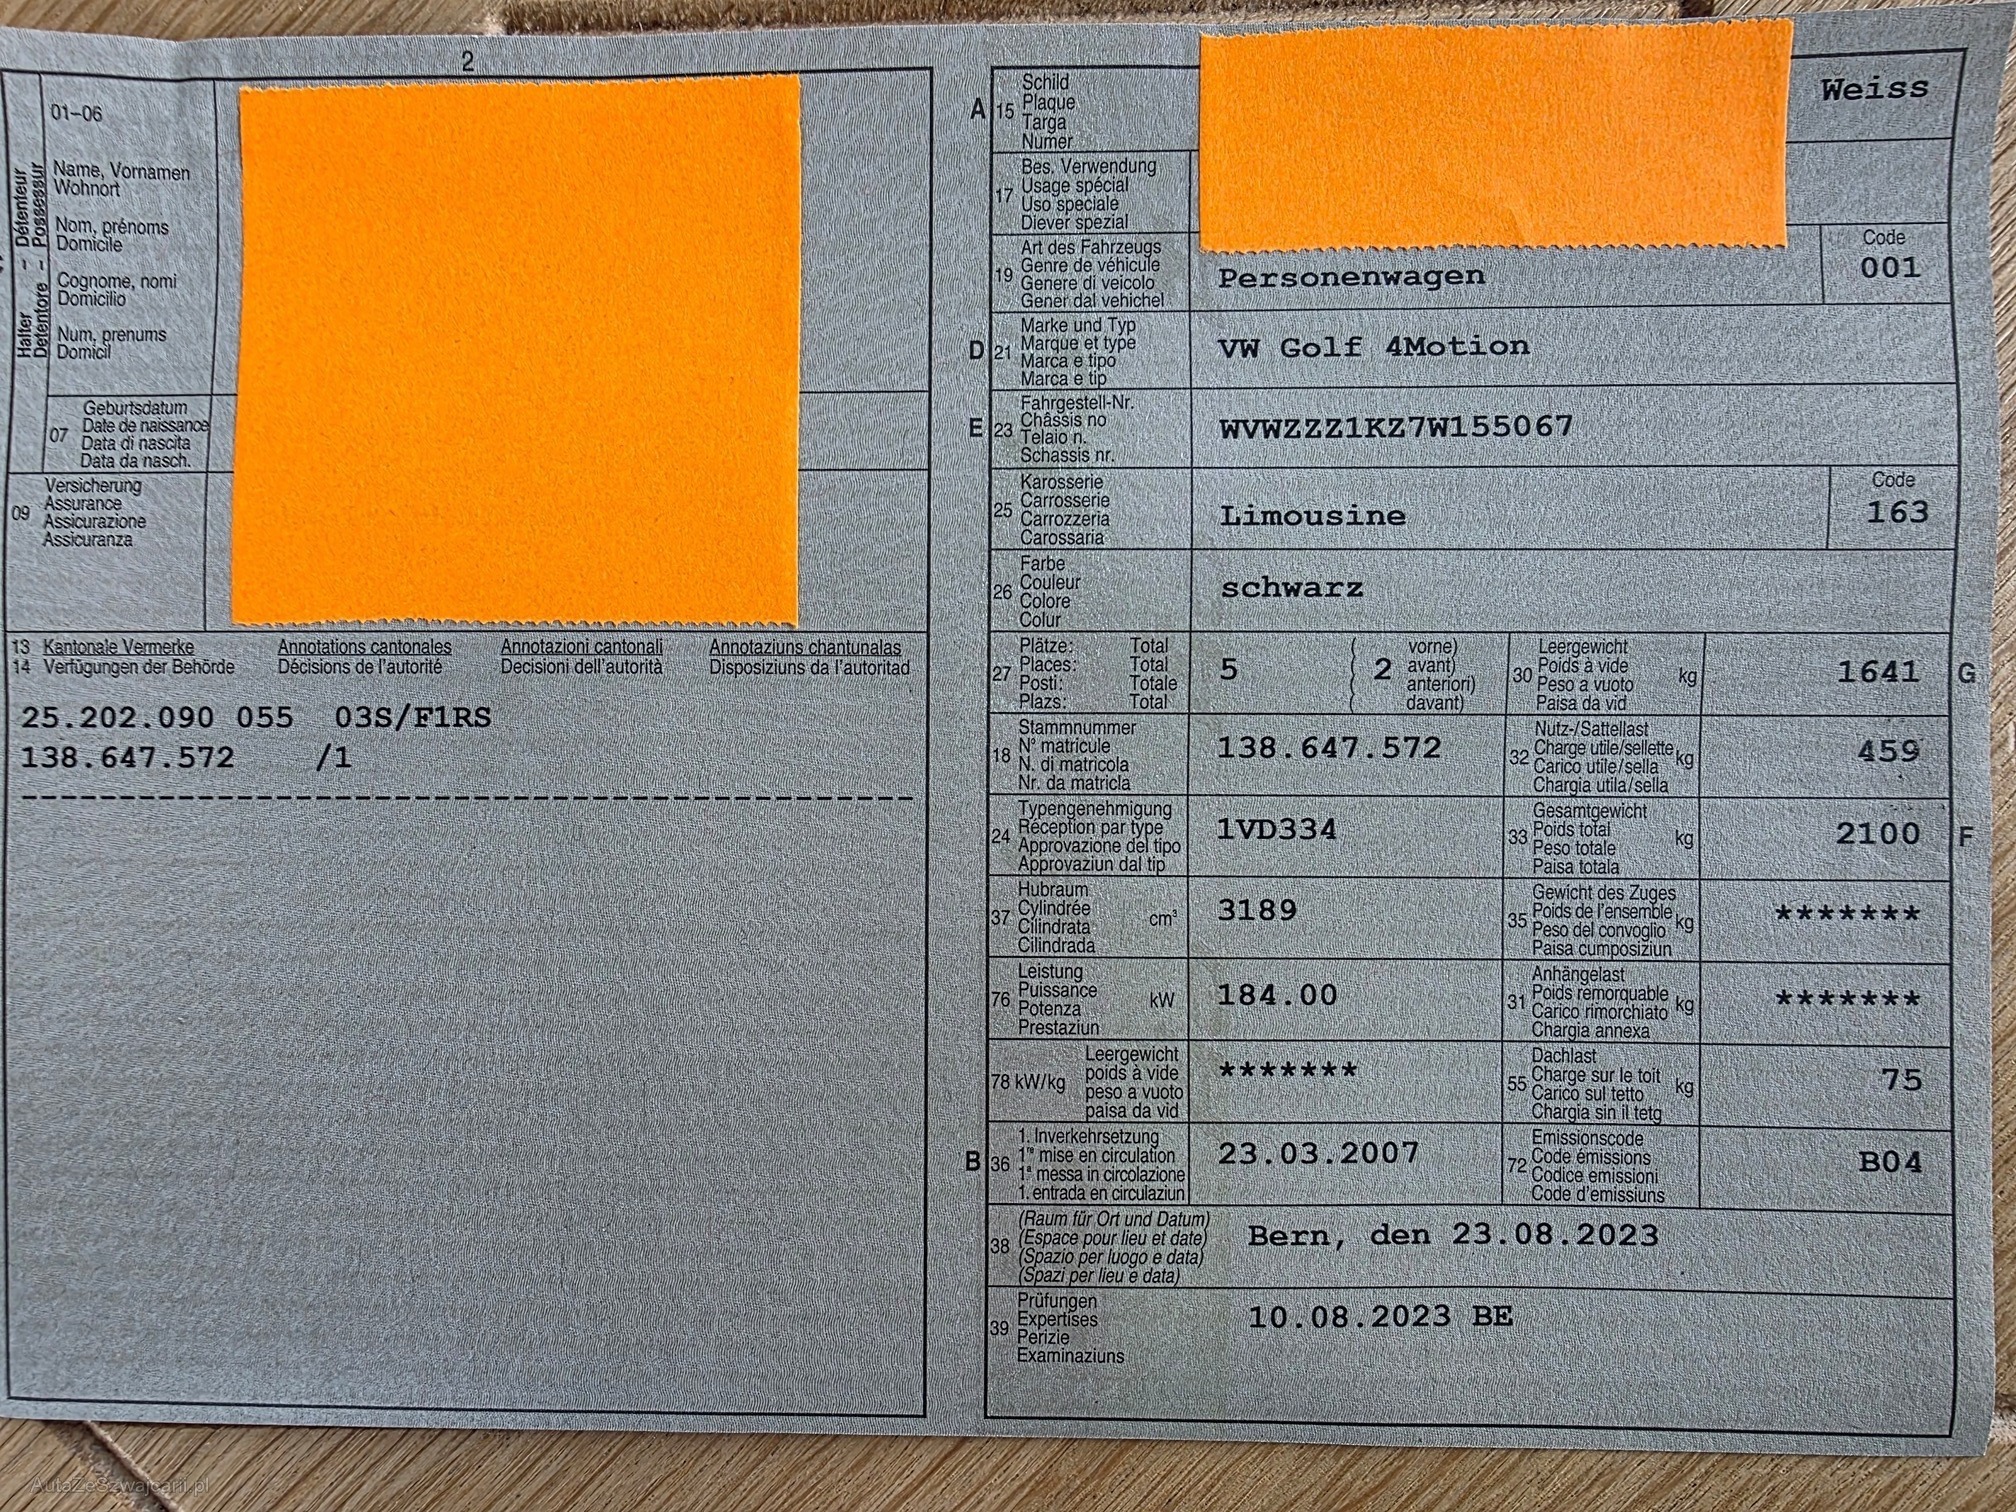 2
01–06
Name, Vornamen
Wohnort
Nom, prénoms
Domicile
Cognome, nomi
Domicilio
Num, prenums
Domicil
Halter – Détenteur
Detentore – Possessur
07
Geburtsdatum
Date de naissance
Data di nascita
Data da nasch.
09
Versicherung
Assurance
Assicurazione
Assicuranza
13 Kantonale Vermerke Annotations cantonales Annotazioni cantonali Annotaziuns chantunalas
14 Verfügungen der Behörde Décisions de l'autorité Decisioni dell'autorità Disposiziuns da l'autoritad
25.202.090 055 03S/F1RS
138.647.572 /1
A 15
Schild
Plaque
Targa
Numer
Weiss
17
Bes. Verwendung
Usage spécial
Uso speciale
Diever spezial
19
Art des Fahrzeugs
Genre de véhicule
Genere di veicolo
Gener dal vehichel
Personenwagen
Code
001
D 21
Marke und Typ
Marque et type
Marca e tipo
Marca e tip
VW Golf 4Motion
E 23
Fahrgestell-Nr.
Châssis no
Telaio n.
Schassis nr.
WVWZZZ1KZ7W155067
25
Karosserie
Carrosserie
Carrozzeria
Carossaria
Limousine
Code
163
26
Farbe
Couleur
Colore
Colur
schwarz
27
Plätze: Total
Places: Total
Posti: Totale
Plazs: Total
5
( 2 vorne)
avant)
anteriori)
davant)
30
Leergewicht
Poids à vide
Peso a vuoto
Paisa da vid
kg
1641
G
18
Stammnummer
N° matricule
N. di matricola
Nr. da matricla
138.647.572
32
Nutz-/Sattellast
Charge utile/sellette
Carico utile/sella
Chargia utila/sella
kg
459
24
Typengenehmigung
Réception par type
Approvazione del tipo
Approvaziun dal tip
1VD334
33
Gesamtgewicht
Poids total
Peso totale
Paisa totala
kg
2100
F
37
Hubraum
Cylindrée
Cilindrata
Cilindrada
cm³
3189
35
Gewicht des Zuges
Poids de l'ensemble
Peso del convoglio
Paisa cumposiziun
kg
*******
76
Leistung
Puissance
Potenza
Prestaziun
kW
184.00
31
Anhängelast
Poids remorquable
Carico rimorchiato
Chargia annexa
kg
*******
78 kW/kg
Leergewicht
poids à vide
peso a vuoto
paisa da vid
*******
55
Dachlast
Charge sur le toit
Carico sul tetto
Chargia sin il tetg
kg
75
B 36
1. Inverkehrsetzung
1re mise en circulation
1a messa in circolazione
1. entrada en circulaziun
23.03.2007
72
Emissionscode
Code émissions
Codice emissioni
Code d'emissiuns
B04
38
(Raum für Ort und Datum)
(Espace pour lieu et date)
(Spazio per luogo e data)
(Spazi per lieu e data)
Bern, den 23.08.2023
39
Prüfungen
Expertises
Perizie
Examinaziuns
10.08.2023 BE
AutaZeSzwajcarii.pl